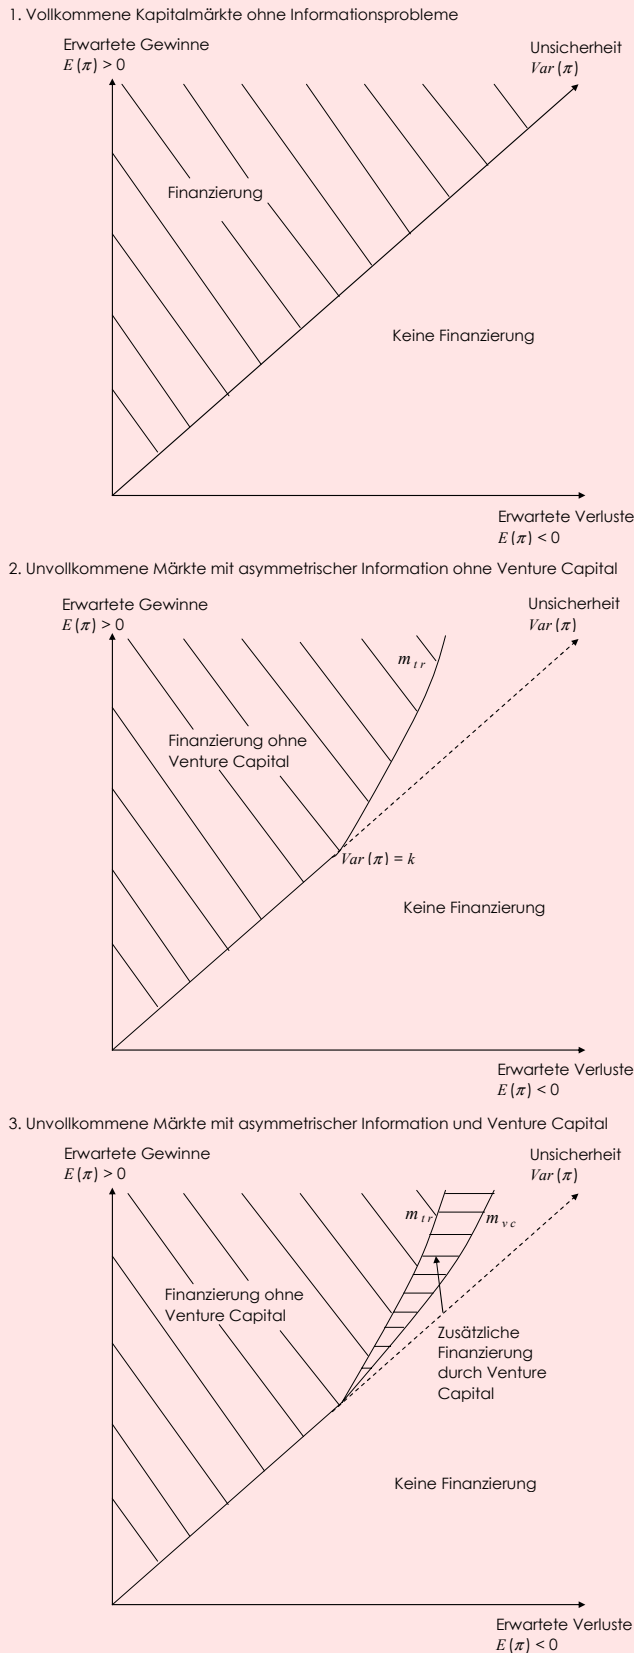 1. Vollkommene Kapitalmärkte ohne Informationsprobleme
Erwartete Gewinne
E (π) > 0
Unsicherheit
Var (π)
Finanzierung
Keine Finanzierung
Erwartete Verluste
E (π) < 0
2. Unvollkommene Märkte mit asymmetrischer Information ohne Venture Capital
Erwartete Gewinne
E (π) > 0
Unsicherheit
Var (π)
m tr
Finanzierung ohne
Venture Capital
Var (π) = k
Keine Finanzierung
Erwartete Verluste
E (π) < 0
3. Unvollkommene Märkte mit asymmetrischer Information und Venture Capital
Erwartete Gewinne
E (π) > 0
Unsicherheit
Var (π)
m tr
m vc
Finanzierung ohne
Venture Capital
Zusätzliche
Finanzierung
durch Venture
Capital
Keine Finanzierung
Erwartete Verluste
E (π) < 0